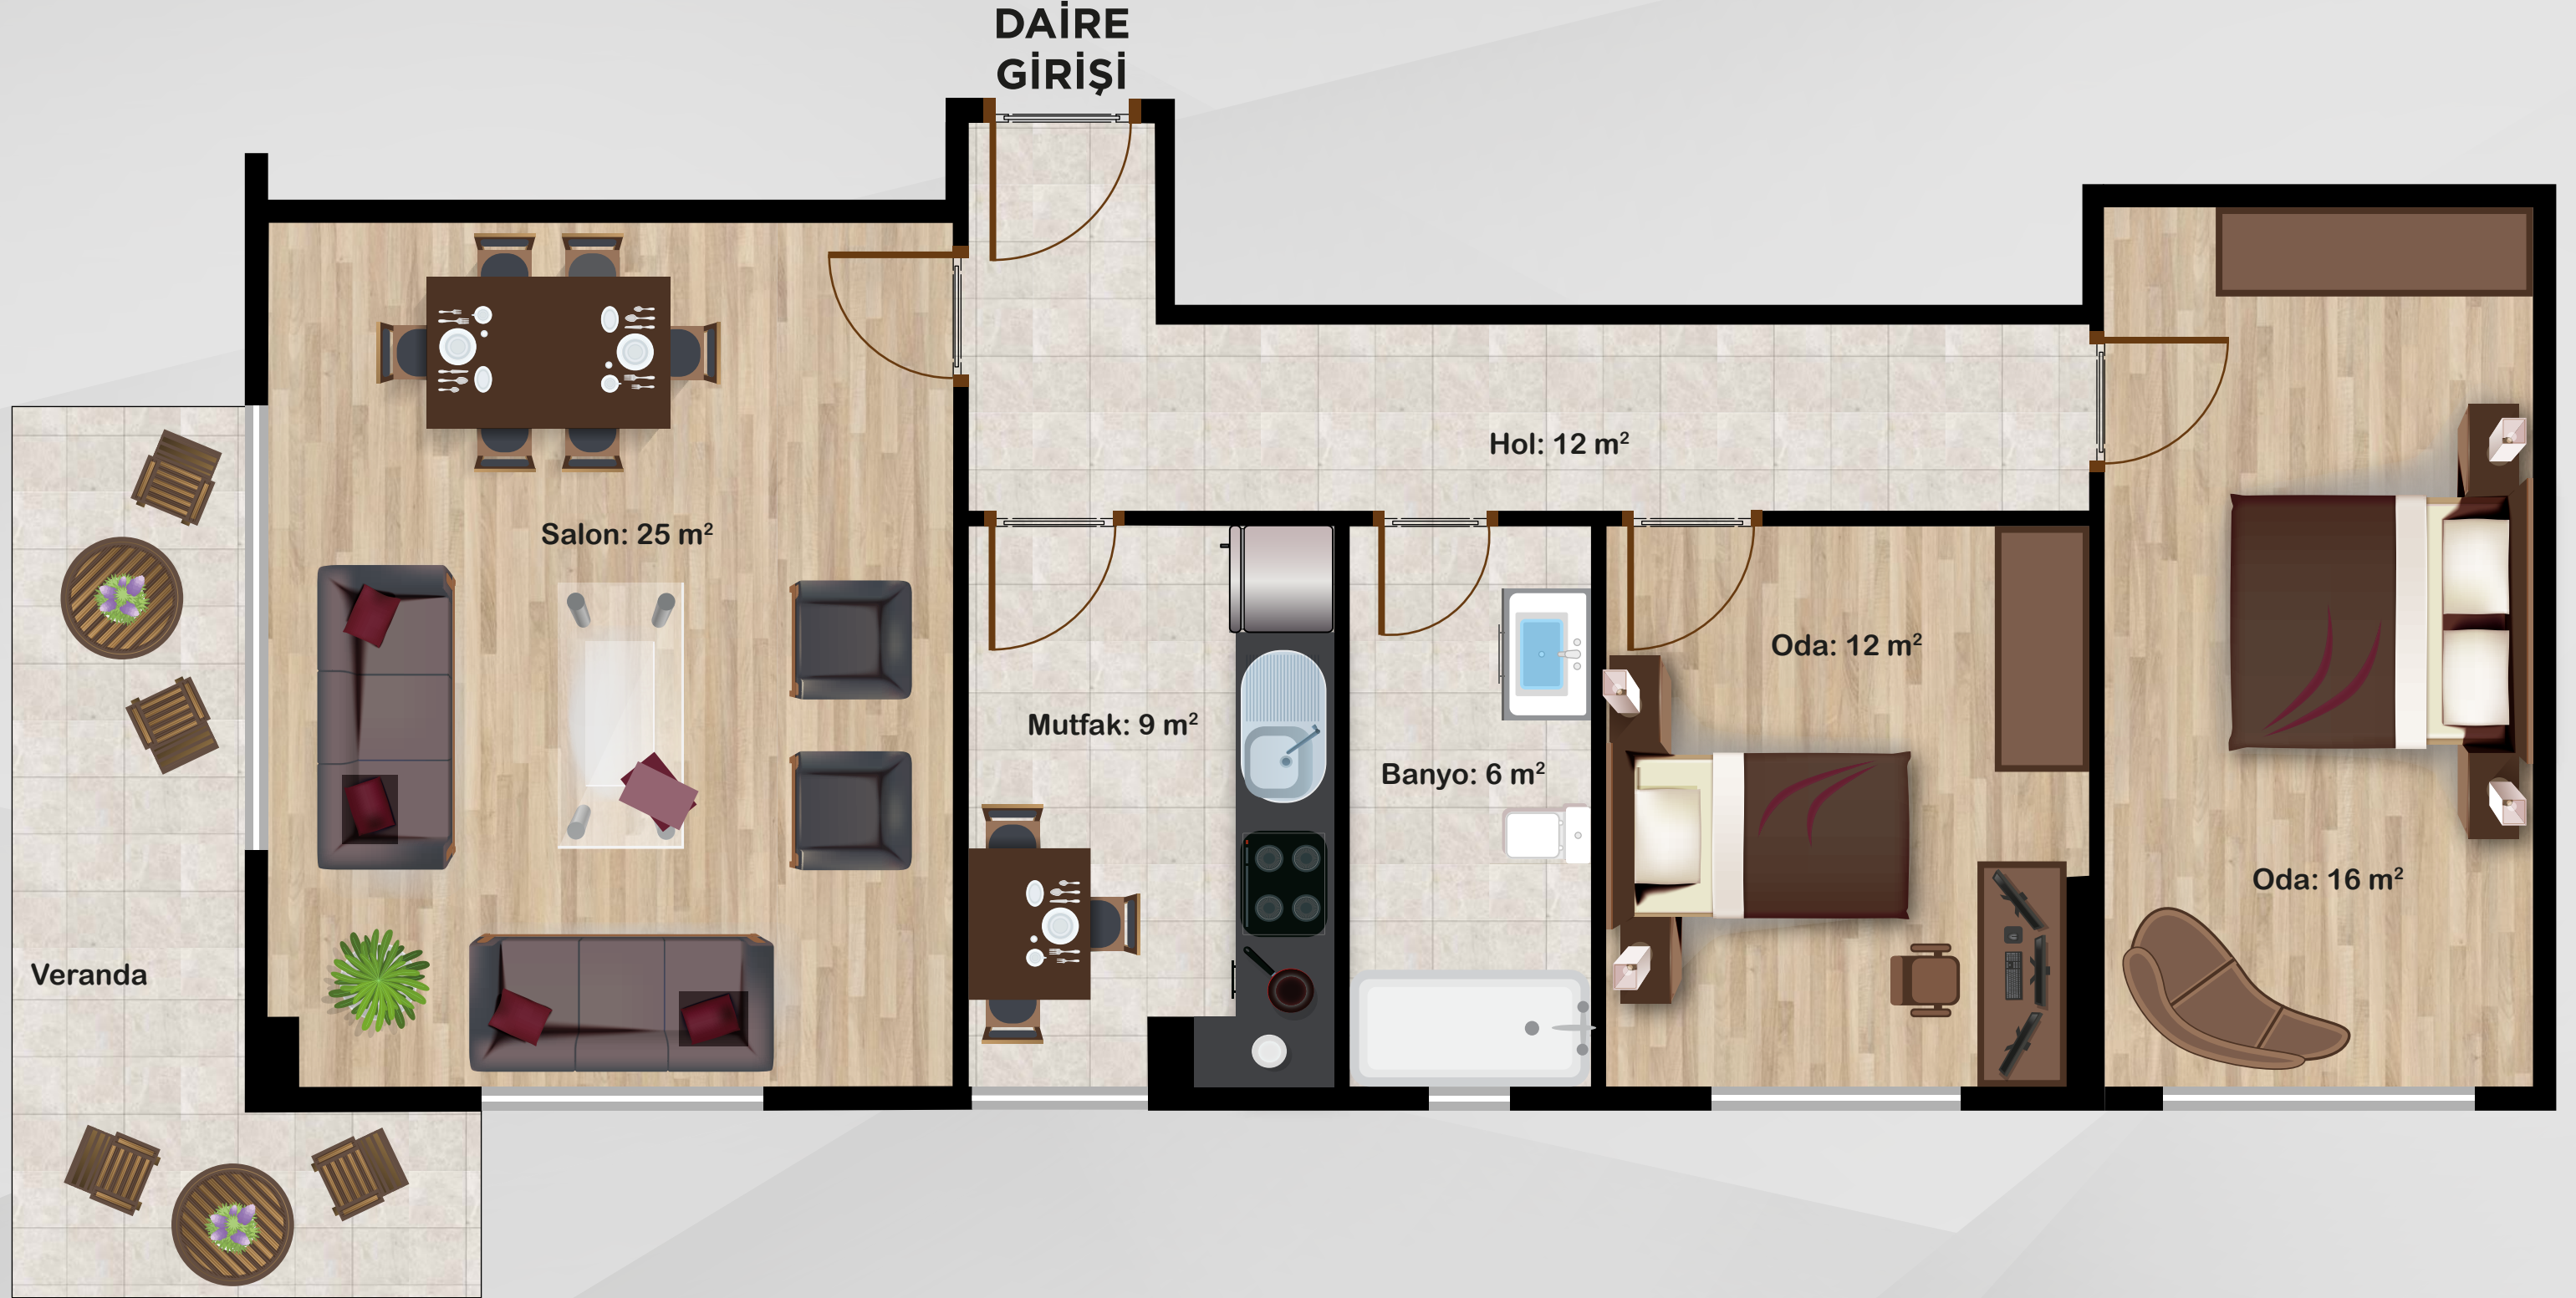 DAİRE
GİRİŞİ
Hol: 12 m²
Salon: 25 m²
Oda: 12 m²
Mutfak: 9 m²
Banyo: 6 m²
Oda: 16 m²
Veranda